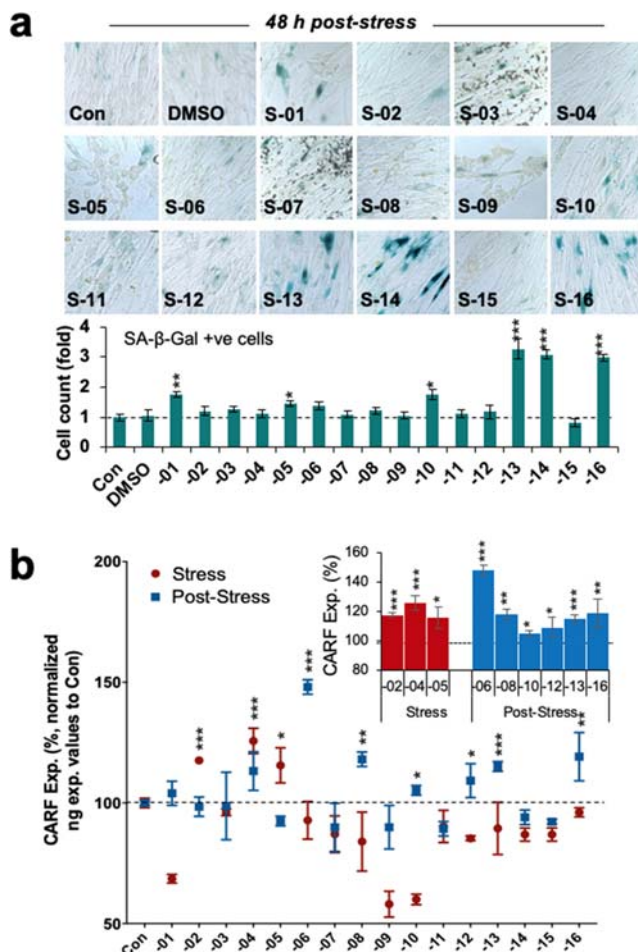 a
48 h post-stress
Con DMSO S-01 S-02 S-03 S-04
S-05 S-06 S-07 S-08 S-09 S-10
S-11 S-12 S-13 S-14 S-15 S-16
SA-β-Gal +ve cells
Cell count (fold)
4
3
2
1
0
** * * *** *** ***
Con DMSO -01 -02 -03 -04 -05 -06 -07 -08 -09 -10 -11 -12 -13 -14 -15 -16
b
CARF Exp. (%, normalized
ng exp. values to Con)
200
150
100
50
Stress
Post-Stress
*** *** * *** ** * * *** **
Con -01 -02 -03 -04 -05 -06 -07 -08 -09 -10 -11 -12 -13 -14 -15 -16
CARF Exp. (%)
160
140
120
100
80
*** *** * *** ** * * *** **
-02 -04 -05 -06 -08 -10 -12 -13 -16
Stress Post-Stress